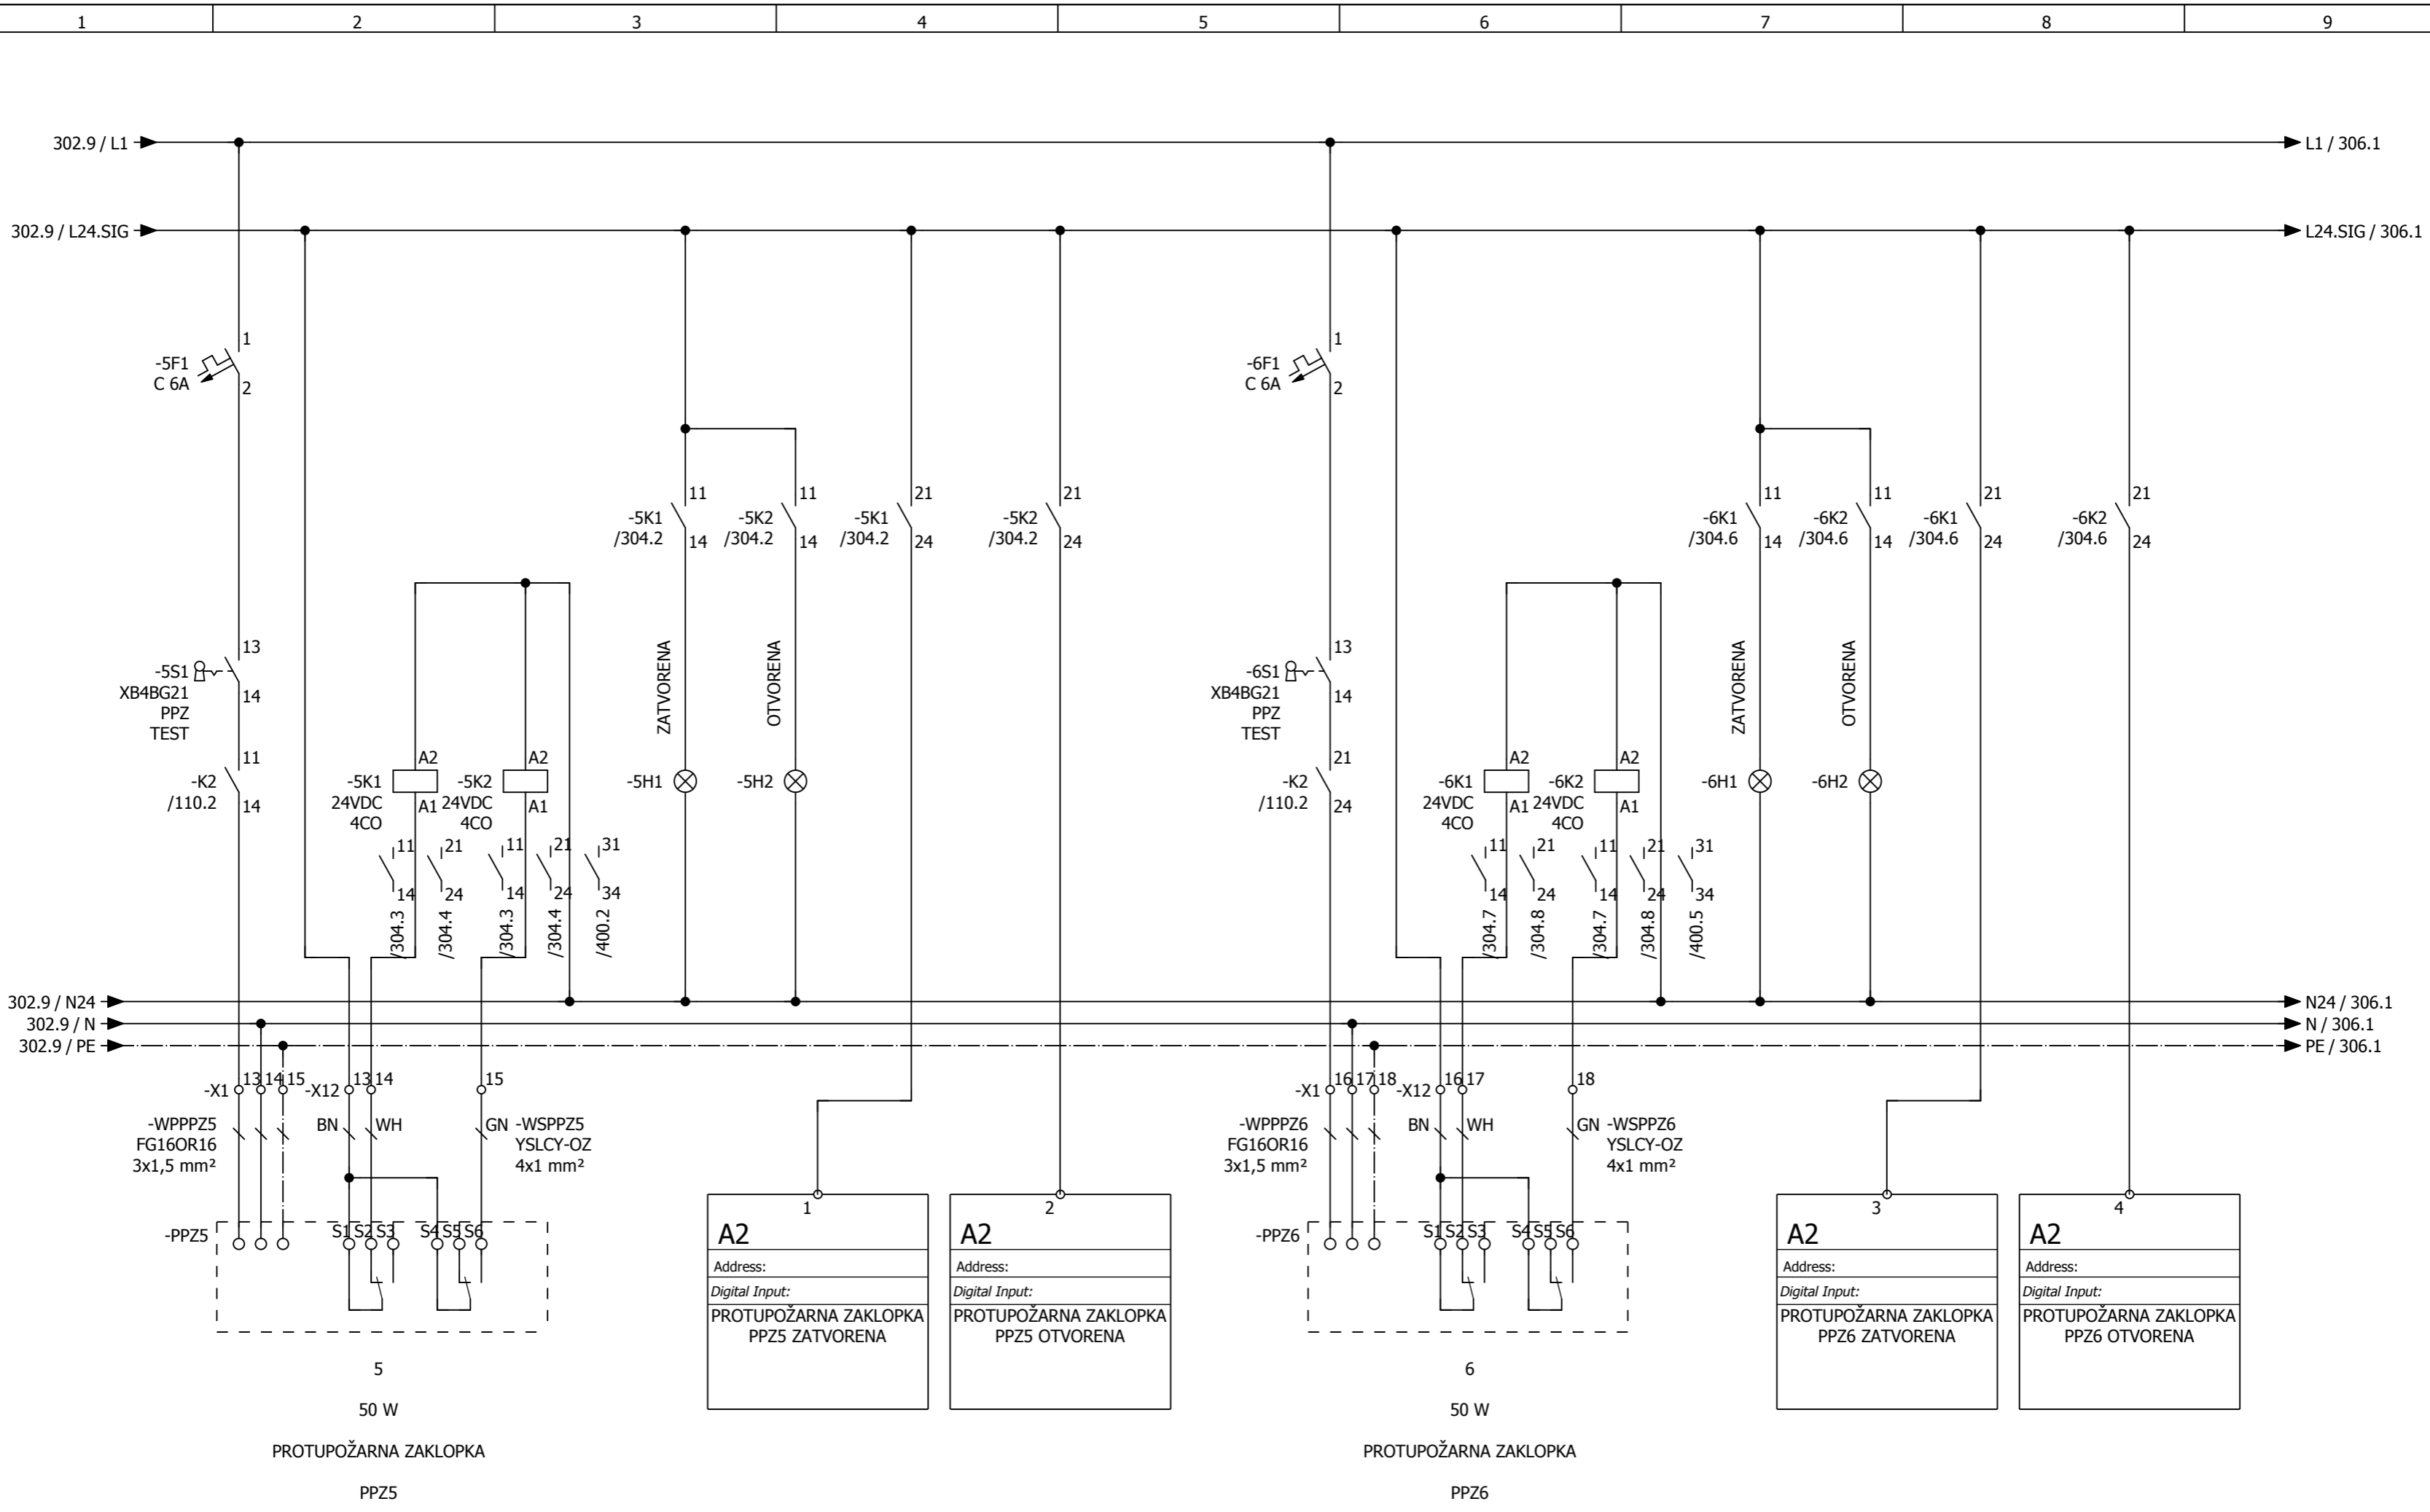 1 2 3 4 5 6 7 8 9
302.9 / L1
L1 / 306.1
302.9 / L24.SIG
L24.SIG / 306.1
1
-5F1
C 6A
2
1
-6F1
C 6A
2
11
-5K1
/304.2
14
11
-5K2
/304.2
14
21
-5K1
/304.2
24
21
-5K2
/304.2
24
11
-6K1
/304.6
14
11
-6K2
/304.6
14
21
-6K1
/304.6
24
21
-6K2
/304.6
24
13
-5S1
XB4BG21
14
PPZ
TEST
11
-K2
/110.2
14
A2
-5K1
24VDC
A1
4CO
A2
-5K2
24VDC
A1
4CO
ZATVORENA
-5H1
OTVORENA
-5H2
11
14
/304.3
21
24
/304.4
11
14
/304.3
21
24
/304.4
31
34
/400.2
13
-6S1
XB4BG21
14
PPZ
TEST
21
-K2
/110.2
24
A2
-6K1
24VDC
A1
4CO
A2
-6K2
24VDC
A1
4CO
ZATVORENA
-6H1
OTVORENA
-6H2
11
14
/304.7
21
24
/304.8
11
14
/304.7
21
24
/304.8
31
34
/400.5
302.9 / N24
N24 / 306.1
302.9 / N
N / 306.1
302.9 / PE
PE / 306.1
-X1 13 14 15 -X12 13 14 15
-WPPPZ5
FG16OR16
3x1,5 mm²
BN WH GN
-WSPPZ5
YSLCY-OZ
4x1 mm²
-PPZ5 S1 S2 S3 S4 S5 S6
5
50 W
PROTUPOŽARNA ZAKLOPKA
PPZ5
1
A2
Address:
Digital Input:
PROTUPOŽARNA ZAKLOPKA
PPZ5 ZATVORENA
2
A2
Address:
Digital Input:
PROTUPOŽARNA ZAKLOPKA
PPZ5 OTVORENA
-X1 16 17 18 -X12 16 17 18
-WPPPZ6
FG16OR16
3x1,5 mm²
BN WH GN
-WSPPZ6
YSLCY-OZ
4x1 mm²
-PPZ6 S1 S2 S3 S4 S5 S6
6
50 W
PROTUPOŽARNA ZAKLOPKA
PPZ6
3
A2
Address:
Digital Input:
PROTUPOŽARNA ZAKLOPKA
PPZ6 ZATVORENA
4
A2
Address:
Digital Input:
PROTUPOŽARNA ZAKLOPKA
PPZ6 OTVORENA